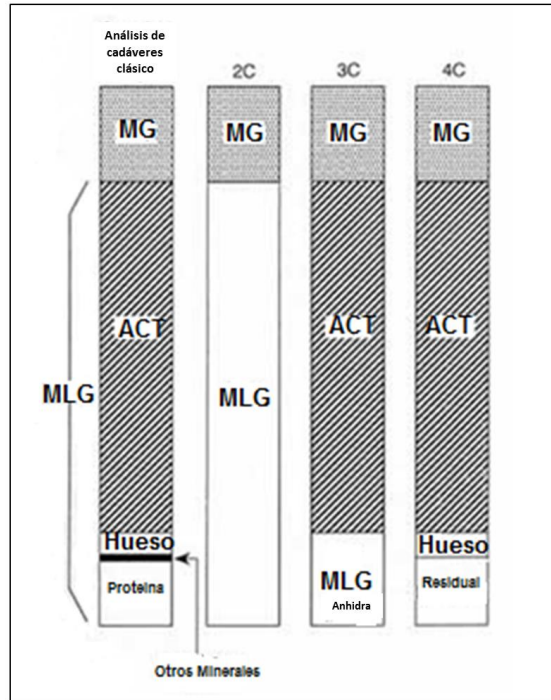 Análisis de
cadáveres
clásico
2C
3C
4C
MG
MG
MG
MG
ACT
ACT
ACT
MLG
MLG
Hueso
Hueso
MLG
Anhidra
Proteína
Residual
Otros Minerales